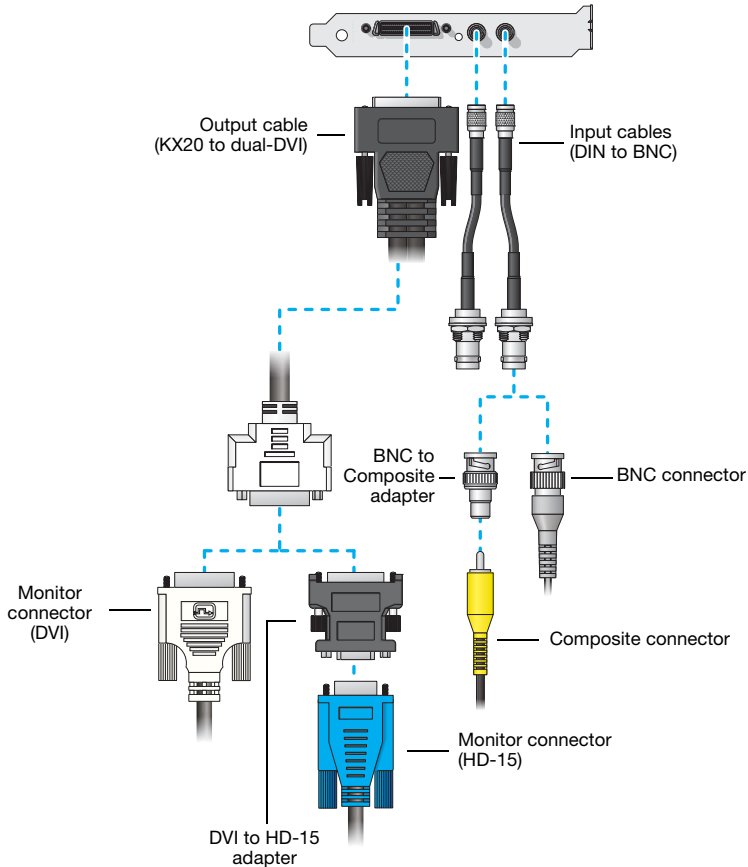 Output cable
(KX20 to dual-DVI)
Input cables
(DIN to BNC)
BNC to
Composite
adapter
BNC connector
Monitor
connector
(DVI)
Composite connector
Monitor connector
(HD-15)
DVI to HD-15
adapter